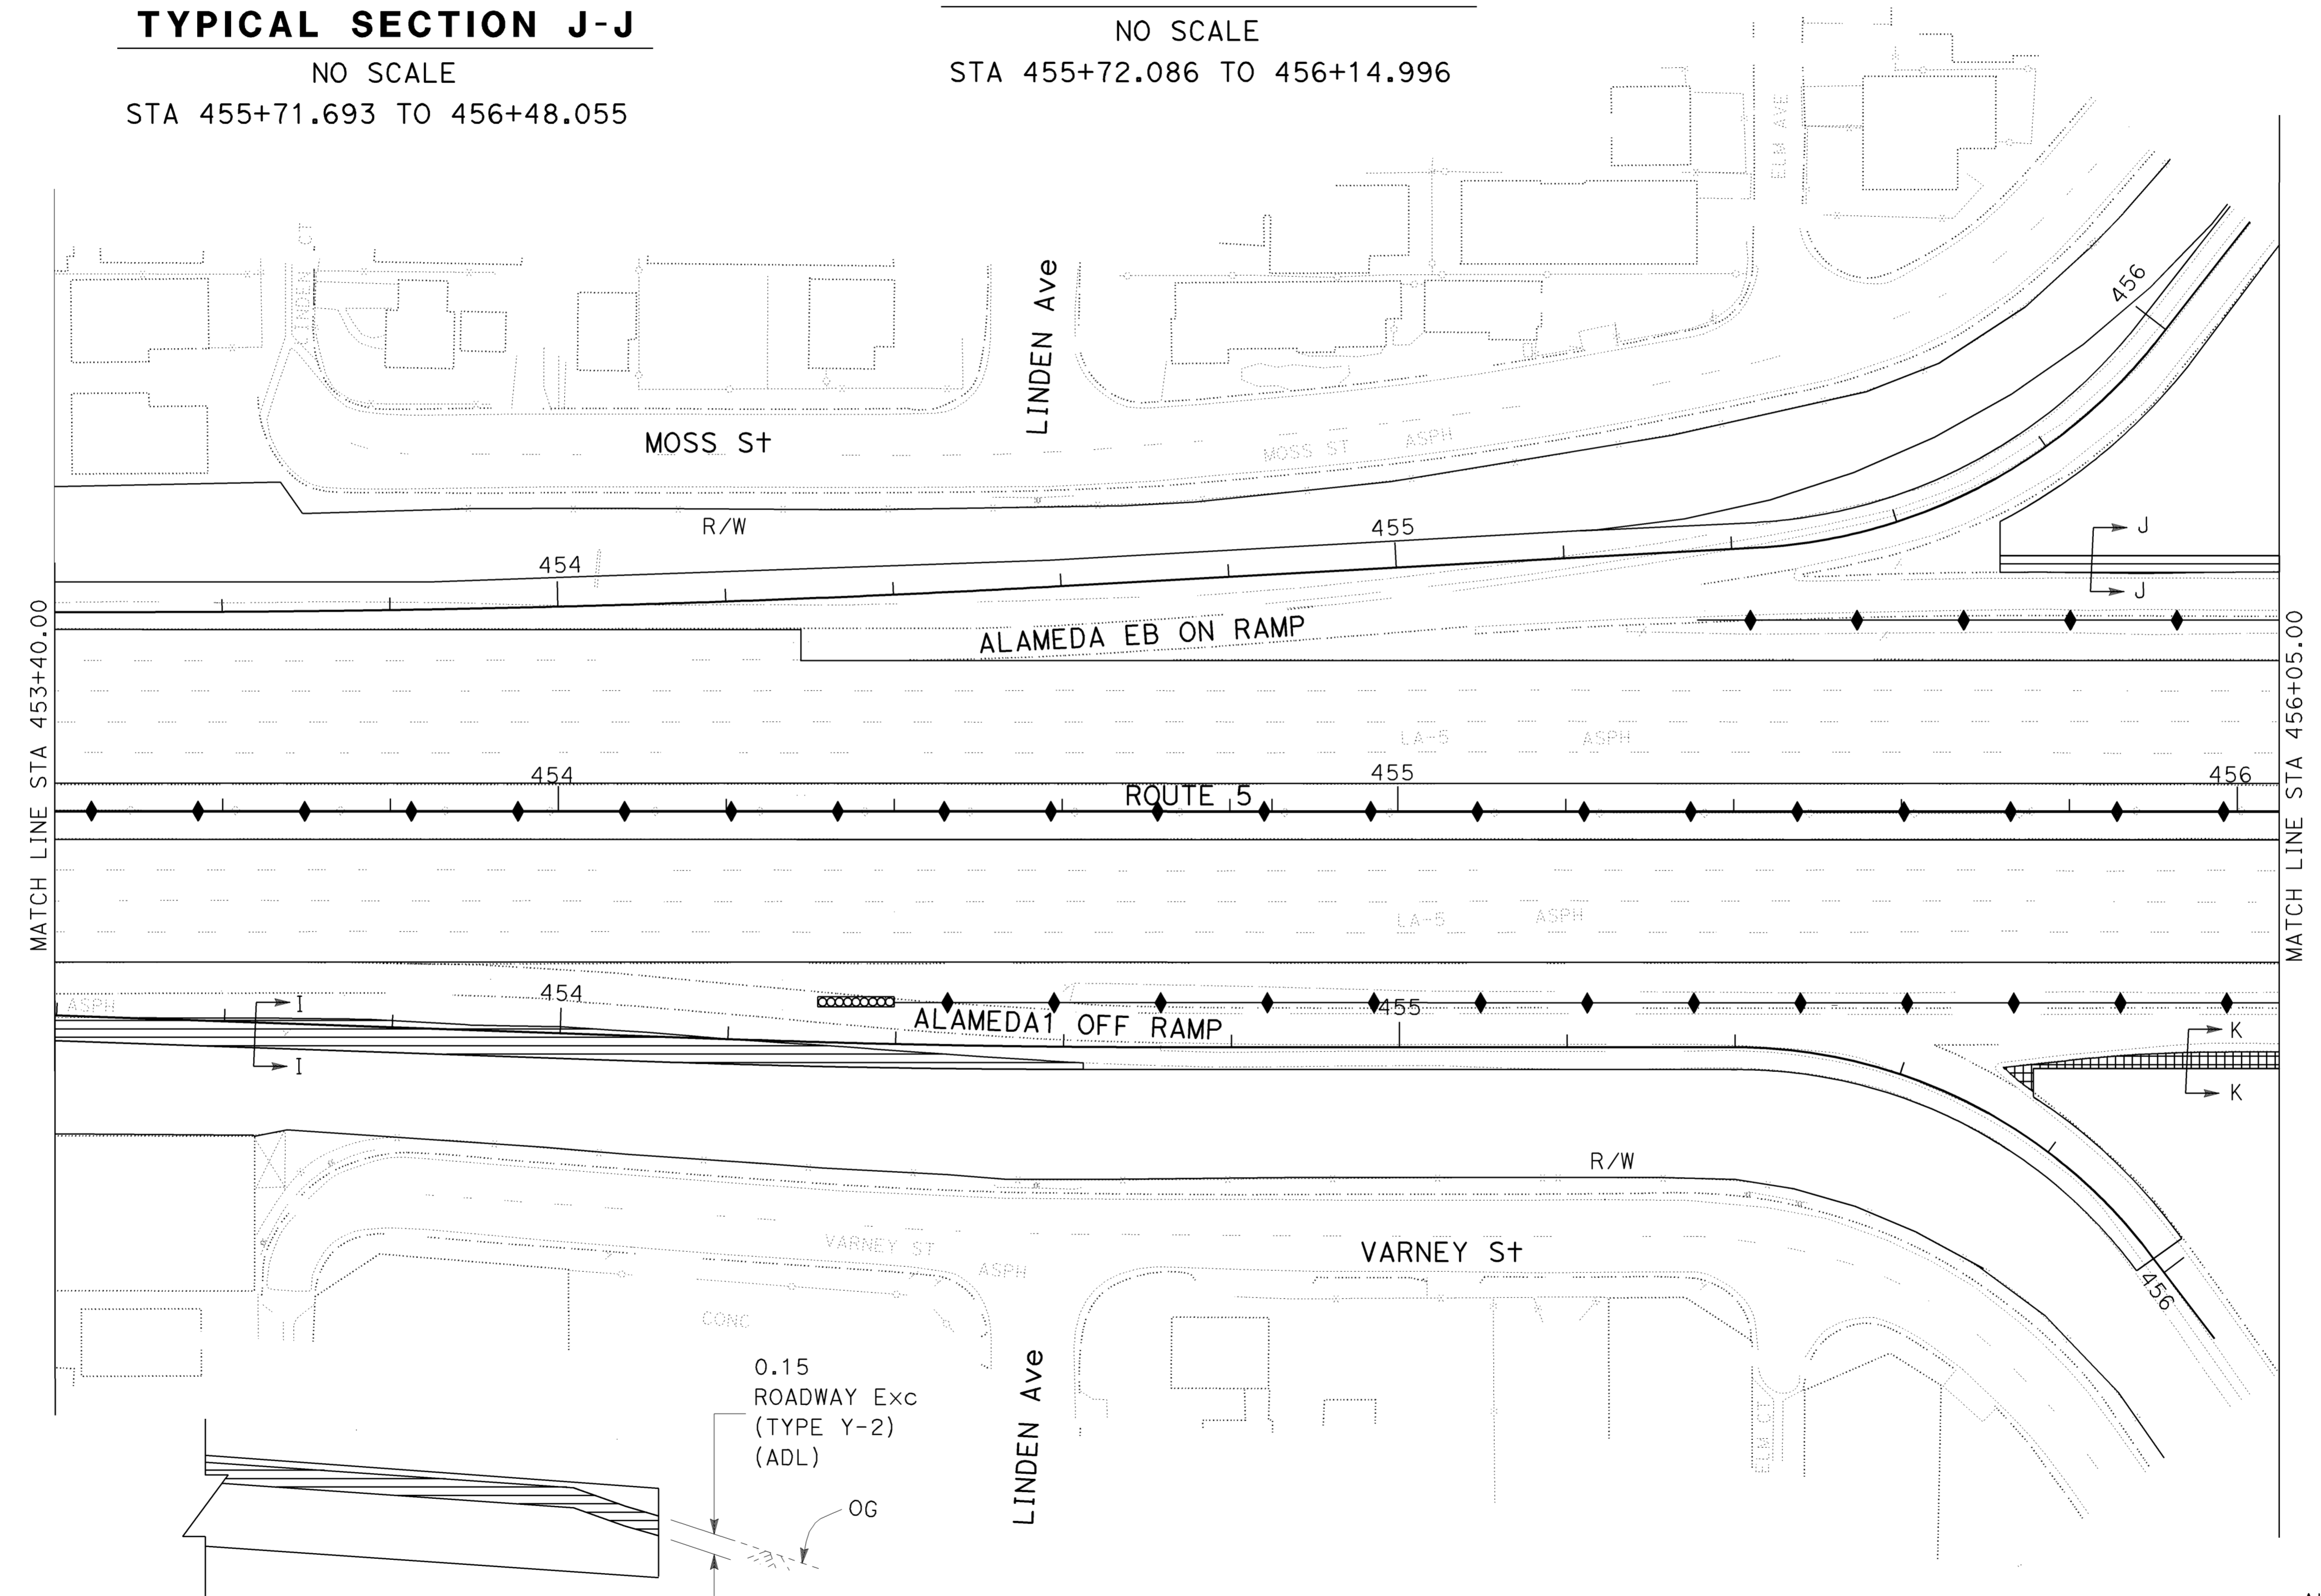 TYPICAL SECTION J-J
NO SCALE
STA 455+71.693 TO 456+48.055
NO SCALE
STA 455+72.086 TO 456+14.996
ELM AVE
LINDEN CT
LINDEN Ave
456
MOSS St
MOSS ST
ASPH
R/W
455
454
J
J
MATCH LINE STA 453+40.00
MATCH LINE STA 456+05.00
ALAMEDA EB ON RAMP
LA-5
ASPH
454
455
456
ROUTE 5
LA-5
ASPH
ASPH
I
I
454
455
ALAMEDA1 OFF RAMP
K
K
R/W
VARNEY ST
ASPH
VARNEY St
456
CONC
LINDEN Ave
ELM CT
0.15
ROADWAY Exc
(TYPE Y-2)
(ADL)
OG